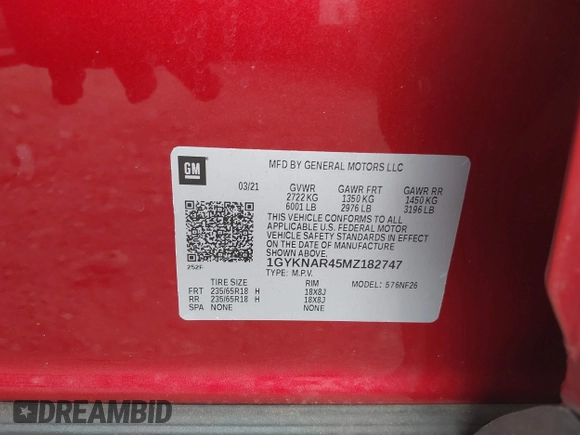 GM
MFD BY GENERAL MOTORS LLC
03/21 GVWR GAWR FRT GAWR RR
2722 KG 1350 KG 1450 KG
6001 LB 2976 LB 3196 LB
THIS VEHICLE CONFORMS TO ALL
APPLICABLE U.S. FEDERAL MOTOR
VEHICLE SAFETY STANDARDS IN EFFECT
ON THE DATE OF MANUFACTURE
SHOWN ABOVE.
1GYKNAR45MZ182747
252F
TYPE: M.P.V. MODEL: 576NF26
TIRE SIZE RIM
FRT 235/65R18 H 18X8J
RR 235/65R18 H 18X8J
SPA NONE NONE
DREAMBID